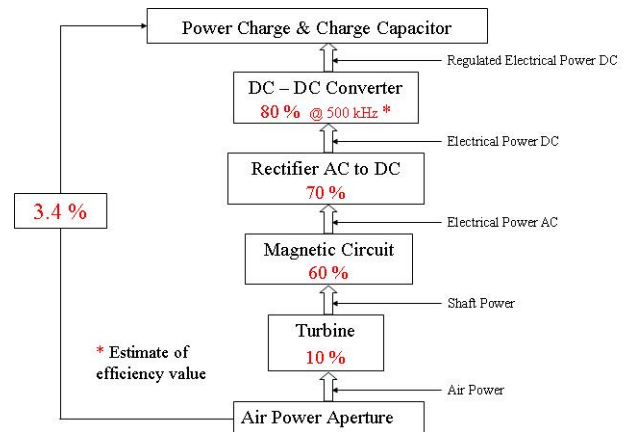 Power Charge & Charge Capacitor
Regulated Electrical Power DC
DC – DC Converter
80 % @ 500 kHz *
Electrical Power DC
Rectifier AC to DC
70 %
3.4 %
Electrical Power AC
Magnetic Circuit
60 %
Shaft Power
Turbine
10 %
* Estimate of
efficiency value
Air Power
Air Power Aperture